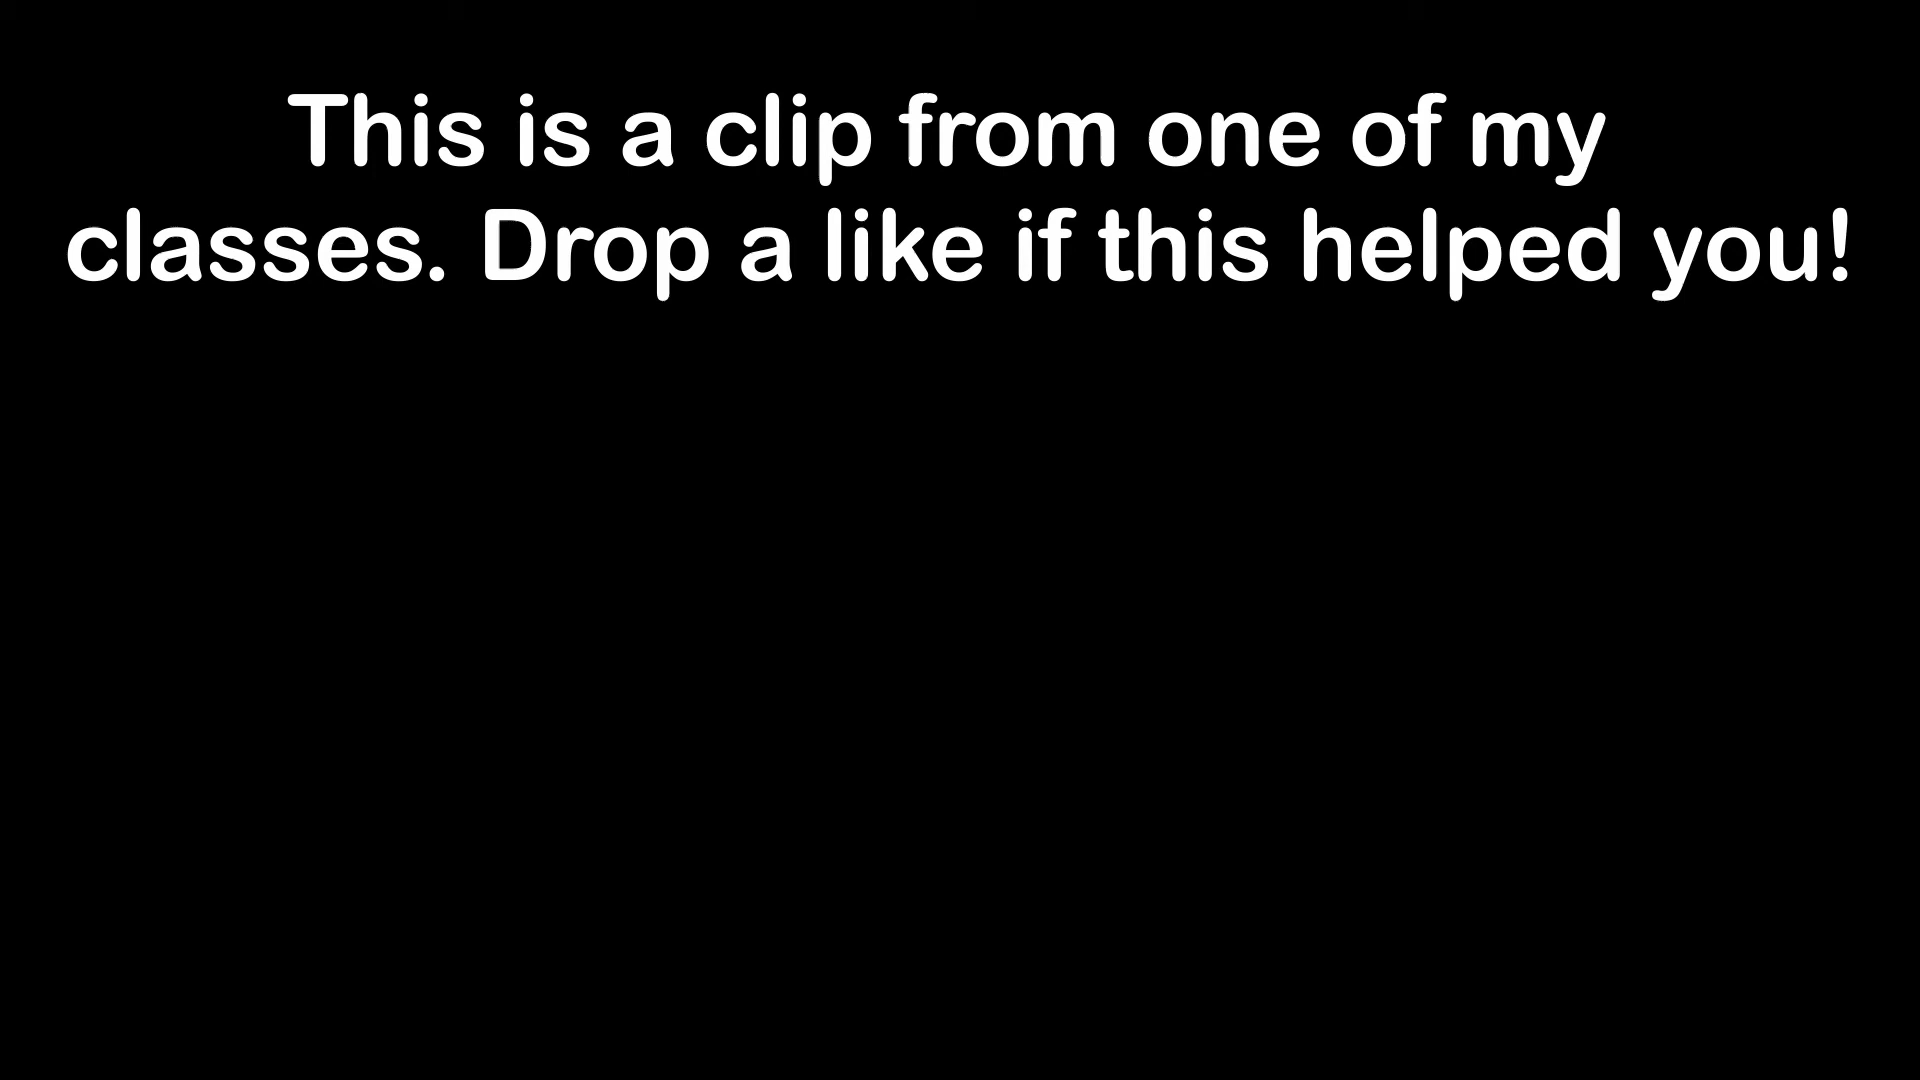 This is a clip from one of my
classes. Drop a like if this helped you!